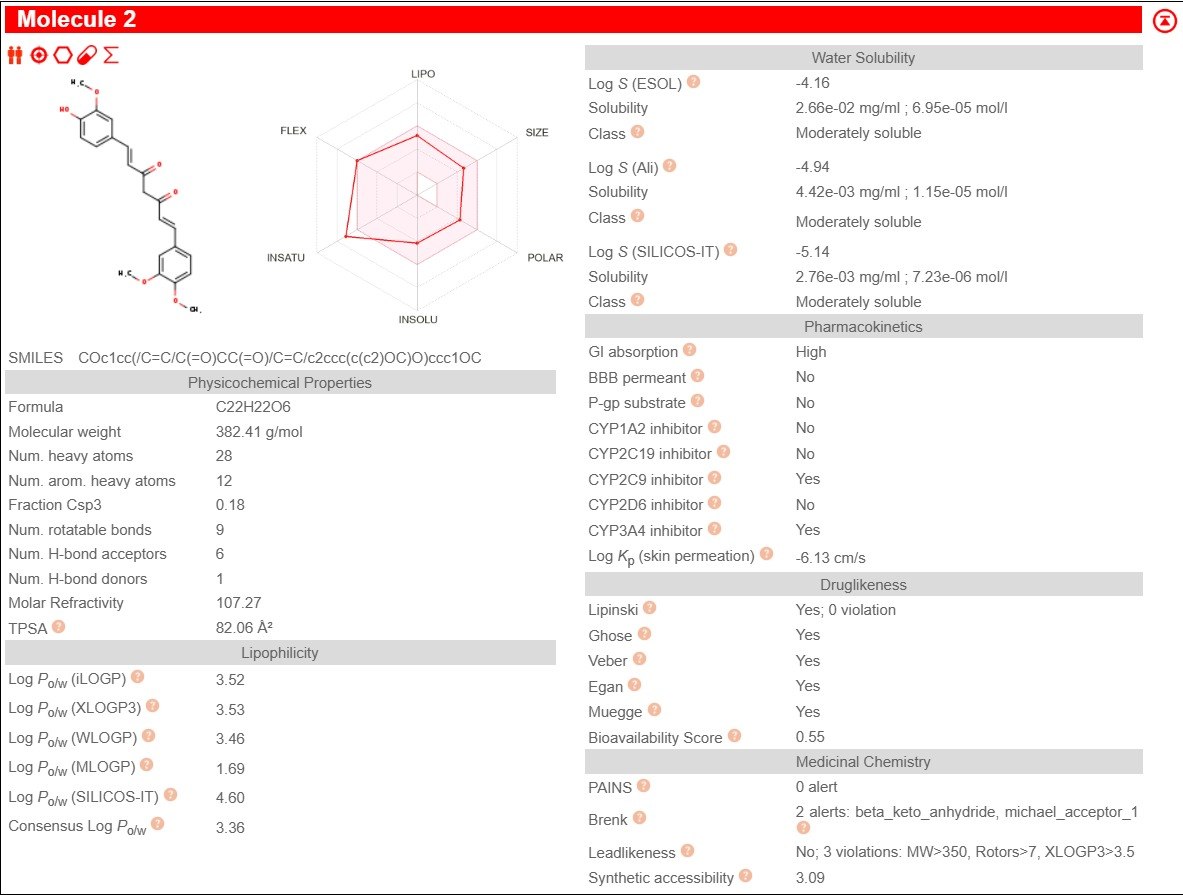 Molecule 2
H₃C
O
HO
O
O
H₃C
O
O
CH₃
LIPO
FLEX
SIZE
INSATU
POLAR
INSOLU
SMILES COc1cc(/C=C/C(=O)CC(=O)/C=C/c2ccc(c(c2)OC)O)ccc1OC
Physicochemical Properties
Formula C22H22O6
Molecular weight 382.41 g/mol
Num. heavy atoms 28
Num. arom. heavy atoms 12
Fraction Csp3 0.18
Num. rotatable bonds 9
Num. H-bond acceptors 6
Num. H-bond donors 1
Molar Refractivity 107.27
TPSA ? 82.06 Å²
Lipophilicity
Log Po/w (iLOGP) ? 3.52
Log Po/w (XLOGP3) ? 3.53
Log Po/w (WLOGP) ? 3.46
Log Po/w (MLOGP) ? 1.69
Log Po/w (SILICOS-IT) ? 4.60
Consensus Log Po/w ? 3.36
Water Solubility
Log S (ESOL) ? -4.16
Solubility 2.66e-02 mg/ml ; 6.95e-05 mol/l
Class ? Moderately soluble
Log S (Ali) ? -4.94
Solubility 4.42e-03 mg/ml ; 1.15e-05 mol/l
Class ? Moderately soluble
Log S (SILICOS-IT) ? -5.14
Solubility 2.76e-03 mg/ml ; 7.23e-06 mol/l
Class ? Moderately soluble
Pharmacokinetics
GI absorption ? High
BBB permeant ? No
P-gp substrate ? No
CYP1A2 inhibitor ? No
CYP2C19 inhibitor ? No
CYP2C9 inhibitor ? Yes
CYP2D6 inhibitor ? No
CYP3A4 inhibitor ? Yes
Log Kp (skin permeation) ? -6.13 cm/s
Druglikeness
Lipinski ? Yes; 0 violation
Ghose ? Yes
Veber ? Yes
Egan ? Yes
Muegge ? Yes
Bioavailability Score ? 0.55
Medicinal Chemistry
PAINS ? 0 alert
Brenk ? 2 alerts: beta_keto_anhydride, michael_acceptor_1
?
Leadlikeness ? No; 3 violations: MW>350, Rotors>7, XLOGP3>3.5
Synthetic accessibility ? 3.09